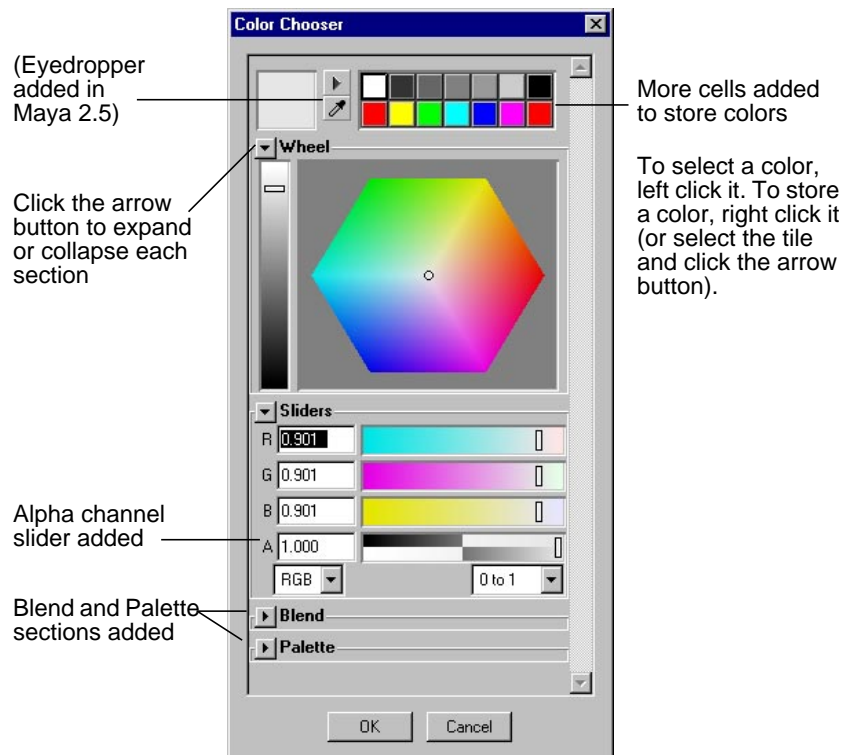 Color Chooser
(Eyedropper
added in
Maya 2.5)
More cells added
to store colors
Wheel
Click the arrow
button to expand
or collapse each
section
To select a color,
left click it. To store
a color, right click it
(or select the tile
and click the arrow
button).
Sliders
R 0.901
G 0.901
B 0.901
Alpha channel
slider added
A 1.000
RGB 0 to 1
Blend and Palette
sections added
Blend
Palette
OK Cancel